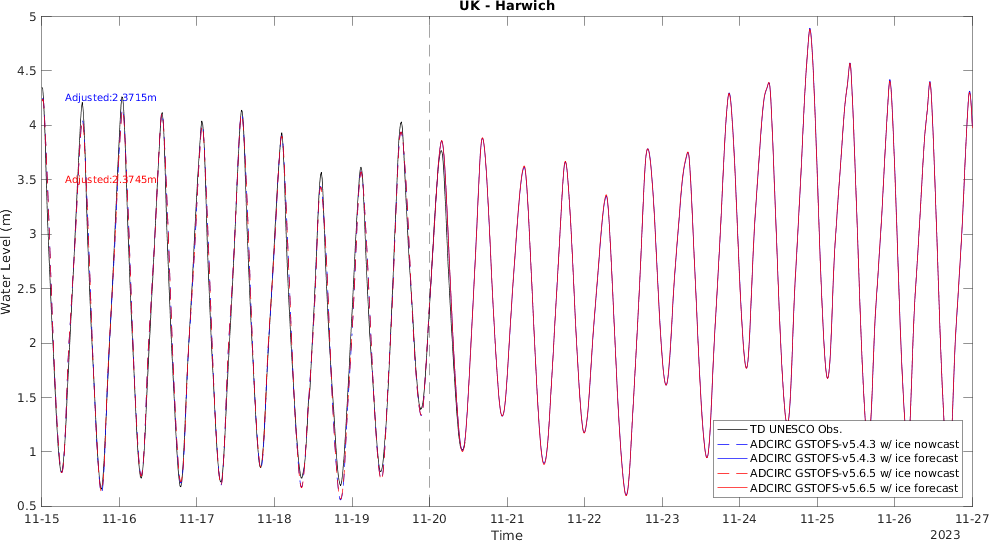 UK - Harwich
5
4.5
4
3.5
3
2.5
2
1.5
1
0.5
Water Level (m)
Adjusted:2.3715m
Adjusted:2.3745m
TD UNESCO Obs.
ADCIRC GSTOFS-v5.4.3 w/ ice nowcast
ADCIRC GSTOFS-v5.4.3 w/ ice forecast
ADCIRC GSTOFS-v5.6.5 w/ ice nowcast
ADCIRC GSTOFS-v5.6.5 w/ ice forecast
11-15 11-16 11-17 11-18 11-19 11-20 11-21 11-22 11-23 11-24 11-25 11-26 11-27
Time
2023